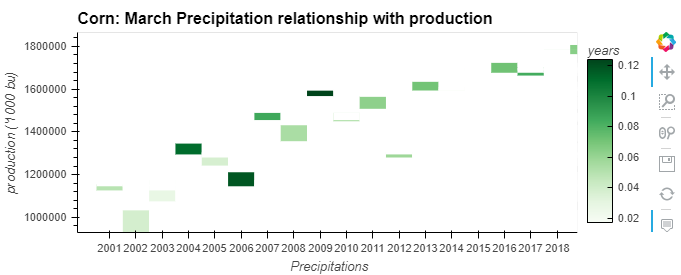 Corn: March Precipitation relationship with production
years
1800000
1600000
1400000
1200000
1000000
production ('1000 bu)
0.12
0.1
0.08
0.06
0.04
0.02
2001 2002 2003 2004 2005 2006 2007 2008 2009 2010 2011 2012 2013 2014 2015 2016 2017 2018
Precipitations